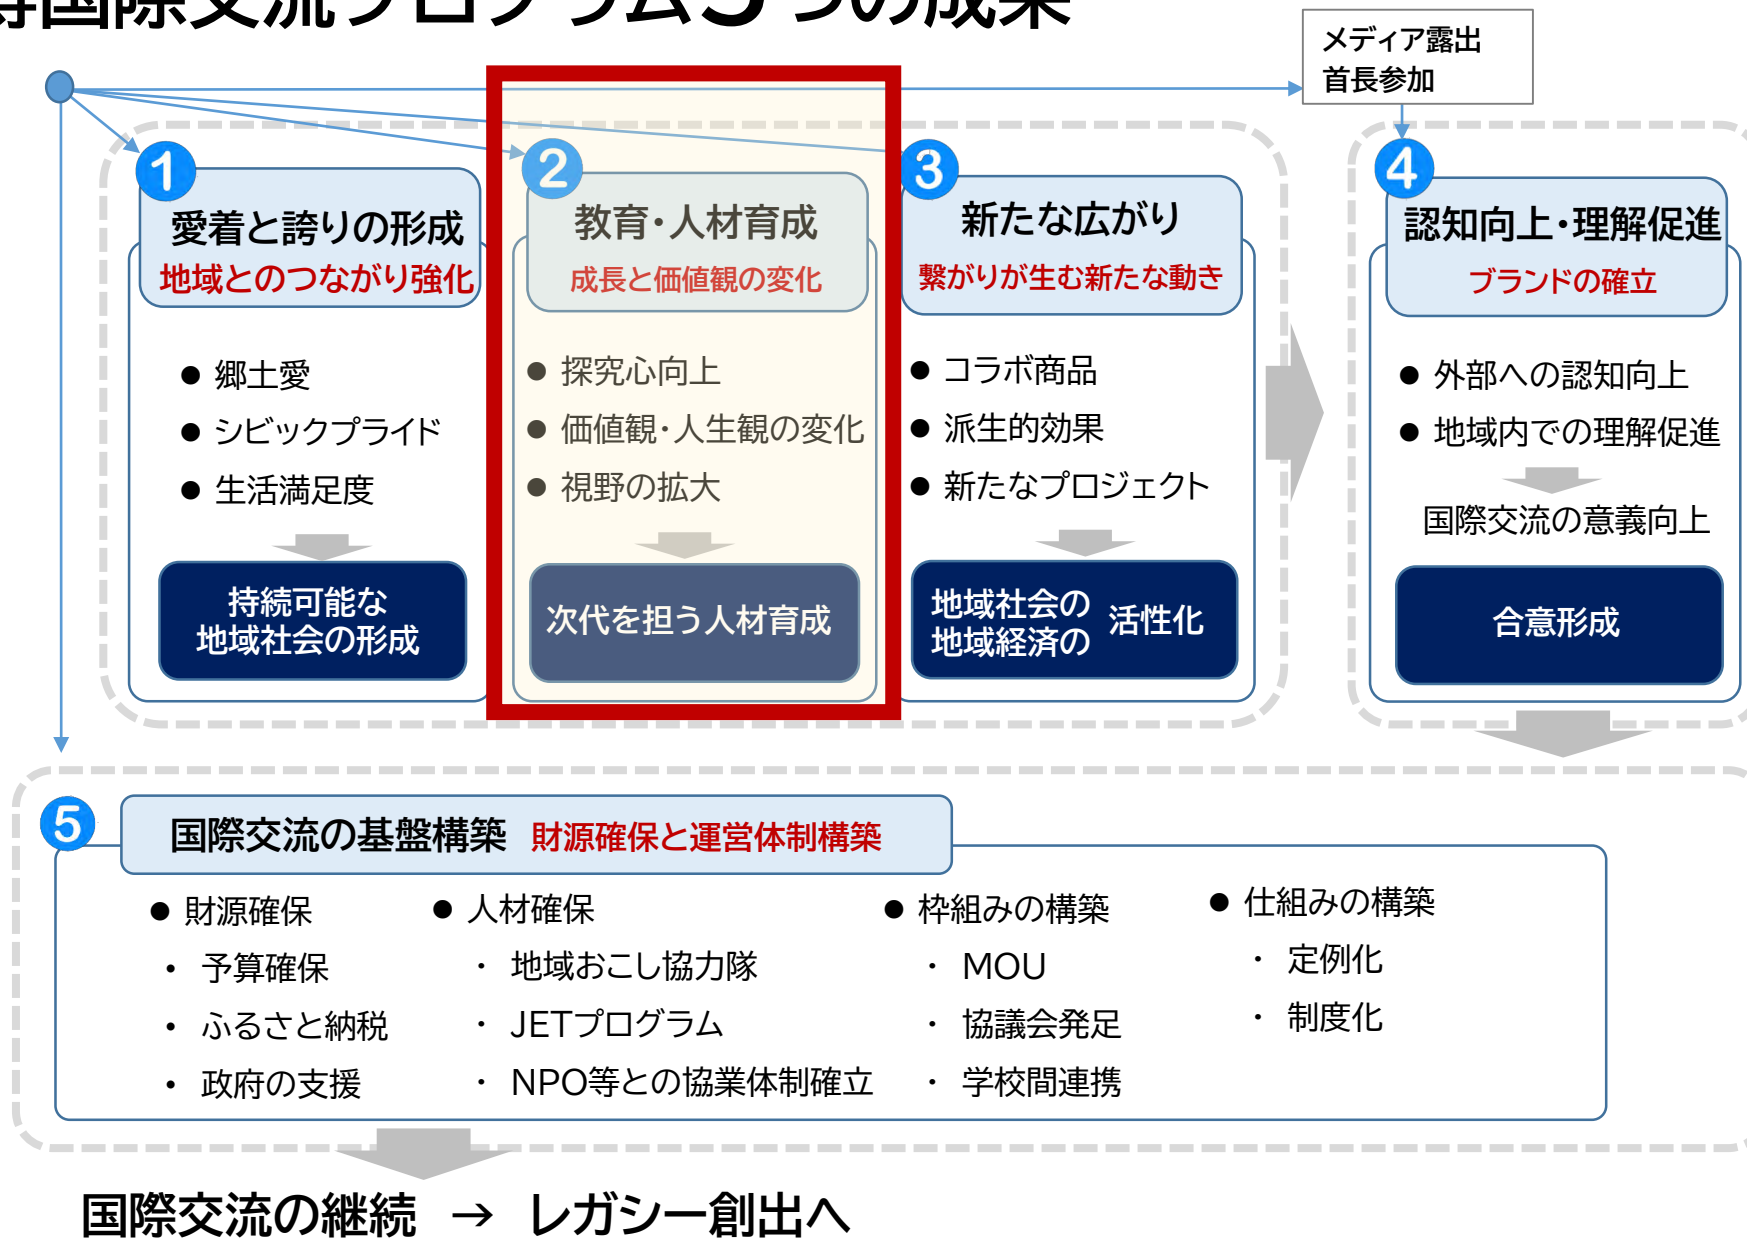 国際交流プログラム5つの成果
メディア露出
首長参加
1
愛着と誇りの形成
地域とのつながり強化
● 郷土愛
● シビックプライド
● 生活満足度
持続可能な
地域社会の形成
2
教育・人材育成
成長と価値観の変化
● 探究心向上
● 価値観・人生観の変化
● 視野の拡大
次代を担う人材育成
3
新たな広がり
繋がりが生む新たな動き
● コラボ商品
● 派生的効果
● 新たなプロジェクト
地域社会の
地域経済の 活性化
4
認知向上・理解促進
ブランドの確立
● 外部への認知向上
● 地域内での理解促進
国際交流の意義向上
合意形成
5
国際交流の基盤構築 財源確保と運営体制構築
● 財源確保
・ 予算確保
・ ふるさと納税
・ 政府の支援
● 人材確保
・ 地域おこし協力隊
・ JETプログラム
・ NPO等との協業体制確立
● 枠組みの構築
・ MOU
・ 協議会発足
・ 学校間連携
● 仕組みの構築
・ 定例化
・ 制度化
国際交流の継続 → レガシー創出へ